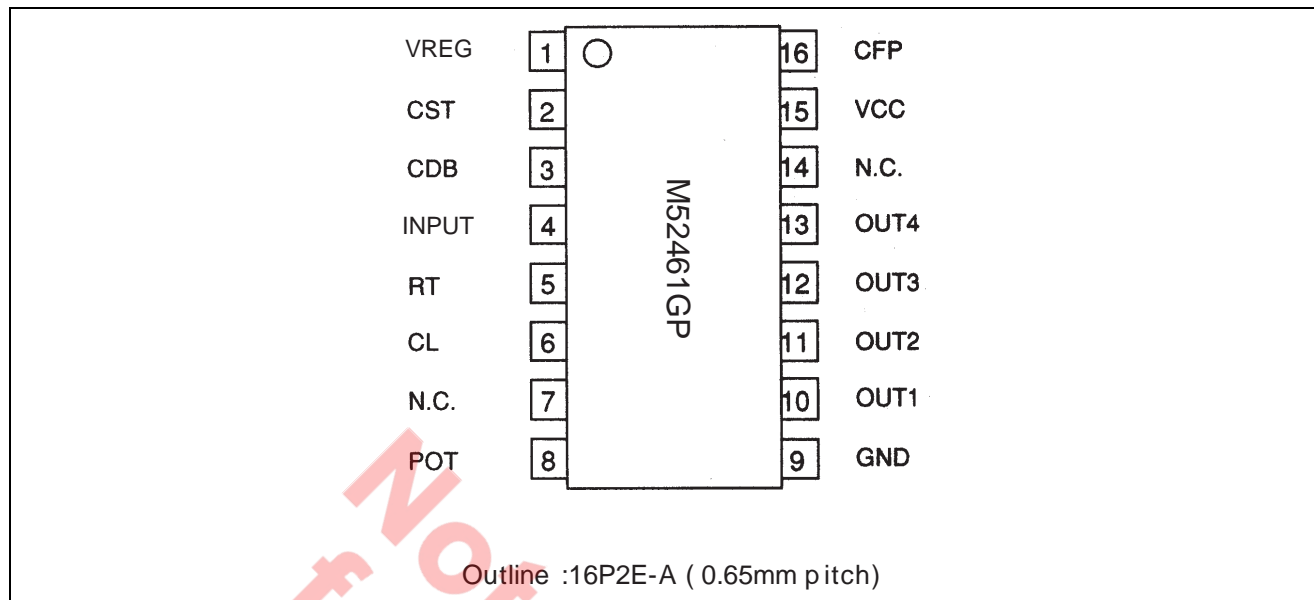 VREG 1 16 CFP
CST 2 15 VCC
CDB 3 14 N.C.
INPUT 4 13 OUT4
RT 5 12 OUT3
CL 6 11 OUT2
N.C. 7 10 OUT1
POT 8 9 GND
M52461GP
Not
f
Outline :16P2E-A ( 0.65mm pitch)